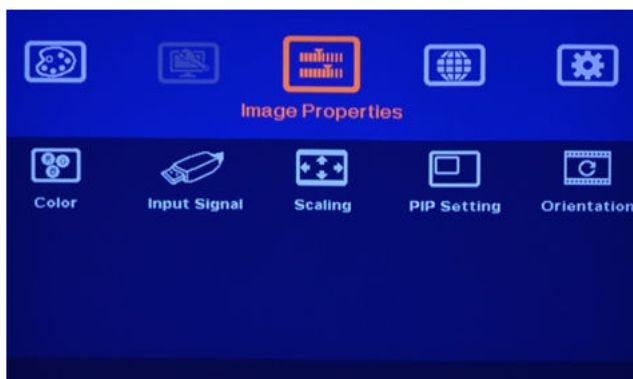 Image Properties
Color Input Signal Scaling PIP Setting Orientation